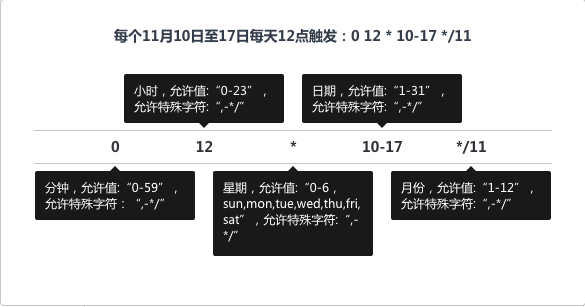 每个11月10日至17日每天12点触发：0 12 * 10-17 */11
小时，允许值：“0-23”，
允许特殊字符：“,-*/”
日期，允许值：“1-31”，
允许特殊字符：“,-*/”
0 12 * 10-17 */11
分钟，允许值：“0-59”，
允许特殊字符：“,-*/”
星期，允许值：“0-6，
sun,mon,tue,wed,thu,fri,
sat”，允许特殊字符：“,-
*/”
月份，允许值：“1-12”，
允许特殊字符：“,-*/”